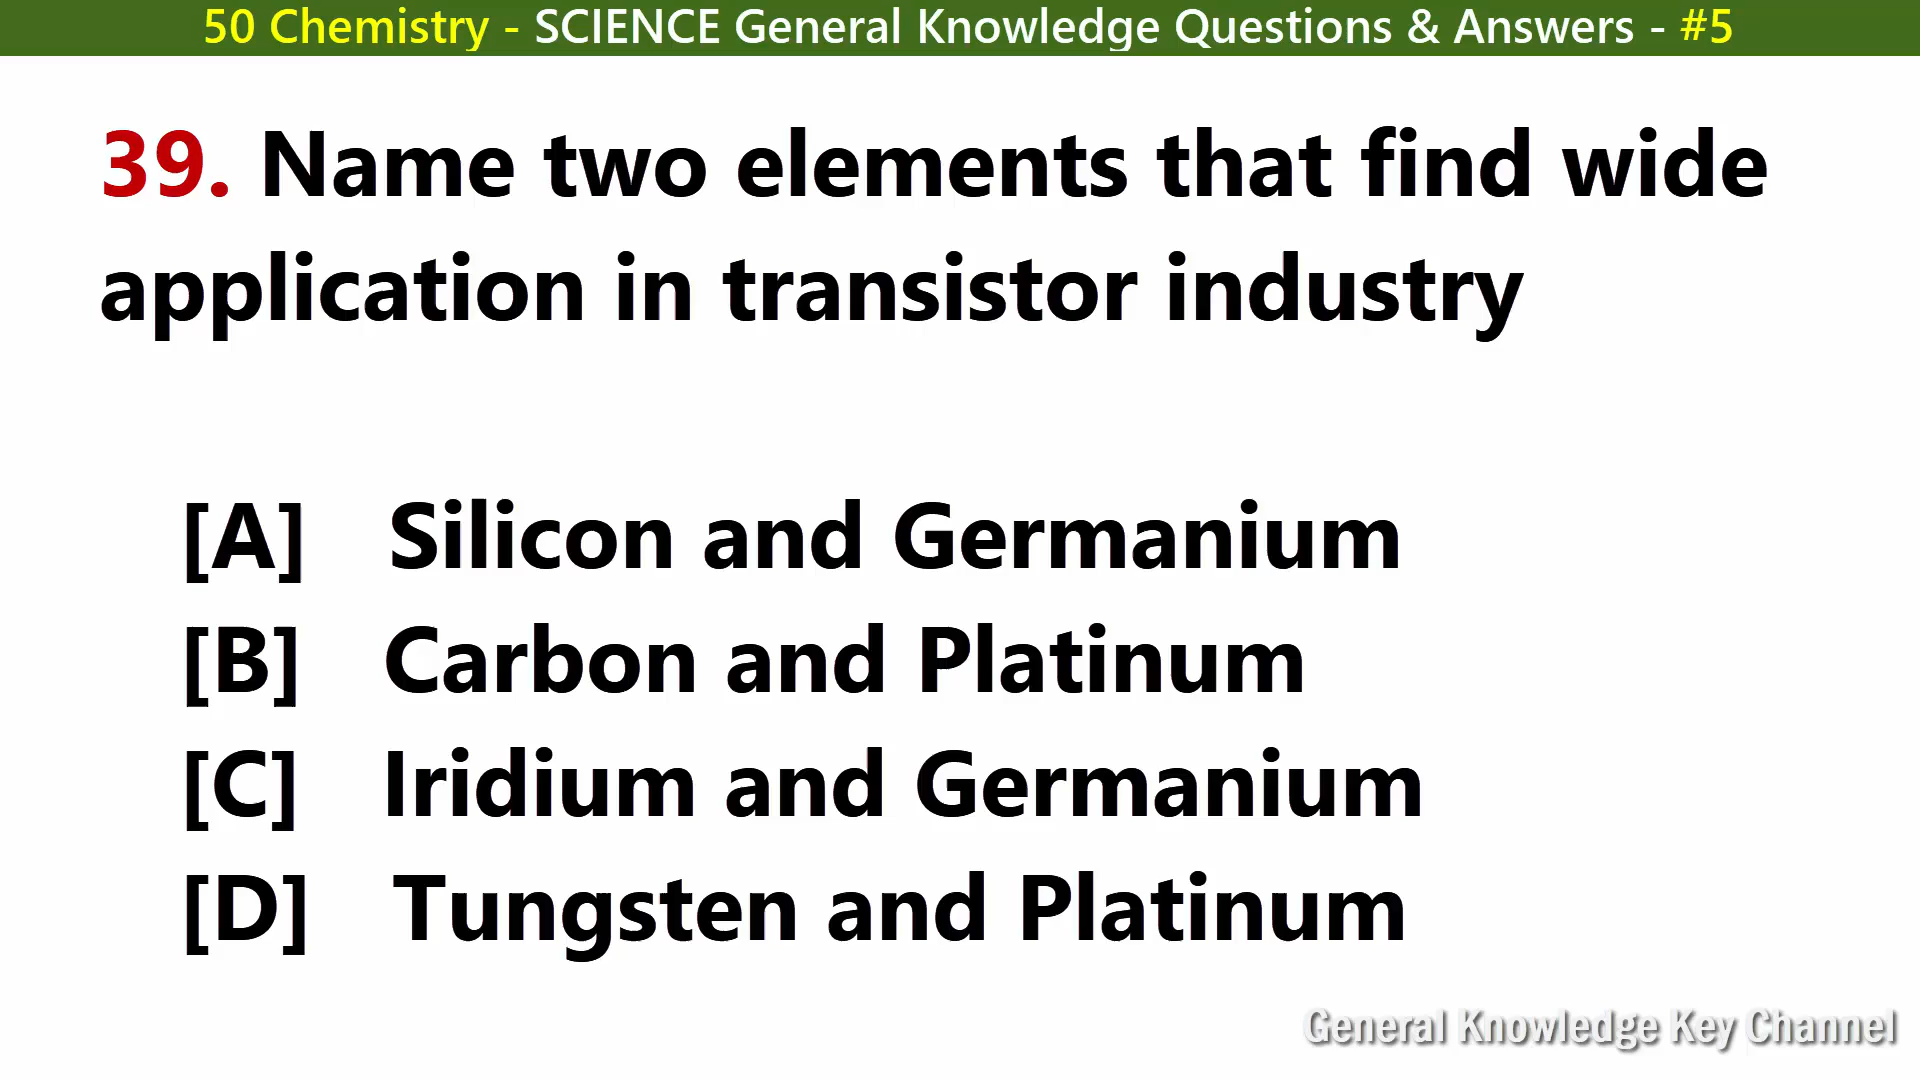 50 Chemistry - SCIENCE General Knowledge Questions & Answers - #5
39. Name two elements that find wide
application in transistor industry
[A] Silicon and Germanium
[B] Carbon and Platinum
[C] Iridium and Germanium
[D] Tungsten and Platinum
General Knowledge Key Channel